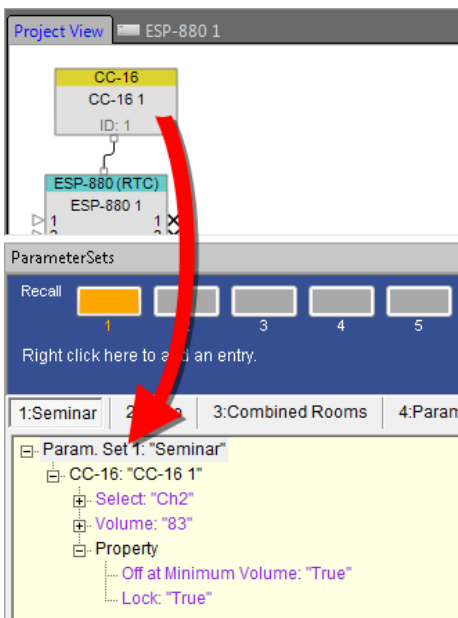 Project View ESP-880 1
CC-16
CC-16 1
ID: 1
ESP-880 (RTC)
ESP-880 1
1 1
ParameterSets
Recall
1 3 4 5
Right click here to add an entry.
1:Seminar 2 3:Combined Rooms 4:Param
Param. Set 1: "Seminar"
CC-16: "CC-16 1"
Select: "Ch2"
Volume: "83"
Property
Off at Minimum Volume: "True"
Lock: "True"